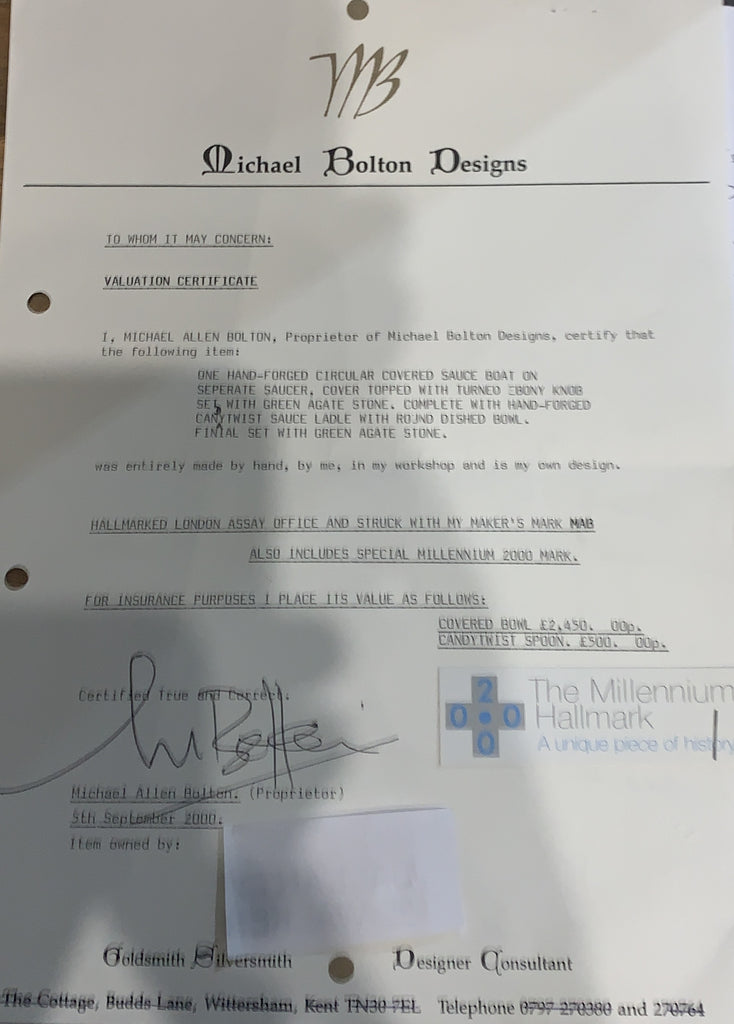 MB
Michael Bolton Designs
TO WHOM IT MAY CONCERN:
VALUATION CERTIFICATE
I, MICHAEL ALLEN BOLTON, Proprietor of Michael Bolton Designs, certify that
the following item:
ONE HAND-FORGED CIRCULAR COVERED SAUCE BOAT ON
SEPERATE SAUCER, COVER TOPPED WITH TURNED EBONY KNOB
SET WITH GREEN AGATE STONE. COMPLETE WITH HAND-FORGED
CANYTWIST SAUCE LADLE WITH ROUND DISHED BOWL.
FINIAL SET WITH GREEN AGATE STONE.
was entirely made by hand, by me, in my workshop and is my own design.
HALLMARKED LONDON ASSAY OFFICE AND STRUCK WITH MY MAKER'S MARK MAB
ALSO INCLUDES SPECIAL MILLENNIUM 2000 MARK.
FOR INSURANCE PURPOSES I PLACE ITS VALUE AS FOLLOWS:
COVERED BOWL £2,450. 00p.
CANDYTWIST SPOON. £500. 00p.
2000
The Millennium
Hallmark
A unique piece of history
Certified True and Correct.
M Bolton
Michael Allen Bolton. (Proprietor)
5th September 2000.
Item owned by:
Goldsmith Silversmith Designer Consultant
The Cottage, Budds Lane, Wittersham, Kent TN30 7EL Telephone 0797 270380 and 270764